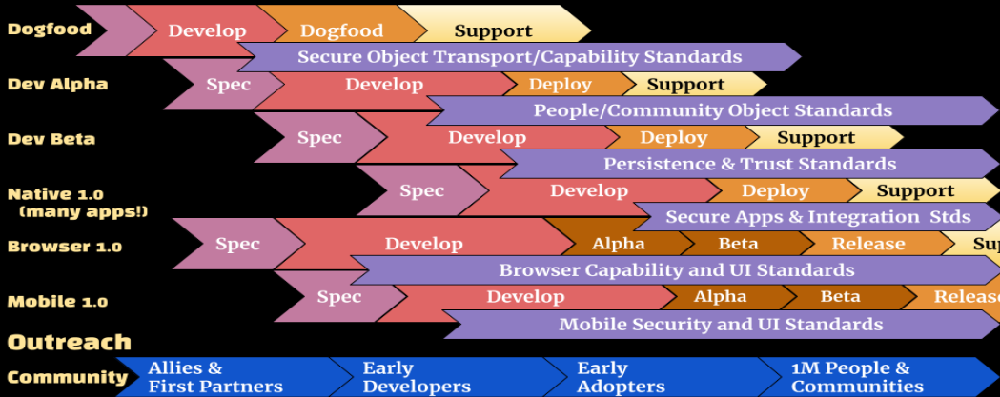 Dogfood Develop Dogfood Support
Secure Object Transport/Capability Standards
Dev Alpha Spec Develop Deploy Support
People/Community Object Standards
Dev Beta Spec Develop Deploy Support
Persistence & Trust Standards
Native 1.0 Spec Develop Deploy Support
(many apps!)
Secure Apps & Integration Stds
Browser 1.0 Spec Develop Alpha Beta Release Sup
Browser Capability and UI Standards
Mobile 1.0 Spec Develop Alpha Beta Release
Mobile Security and UI Standards
Outreach
Community
Allies &
First Partners
Early
Developers
Early
Adopters
1M People &
Communities